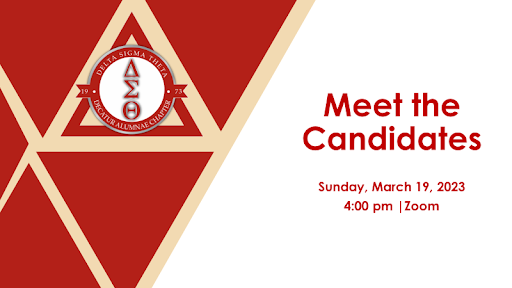 DELTA SIGMA THETA
19 73
Δ
Σ
Θ
DECATUR ALUMNAE CHAPTER
Meet the
Candidates
Sunday, March 19, 2023
4:00 pm |Zoom